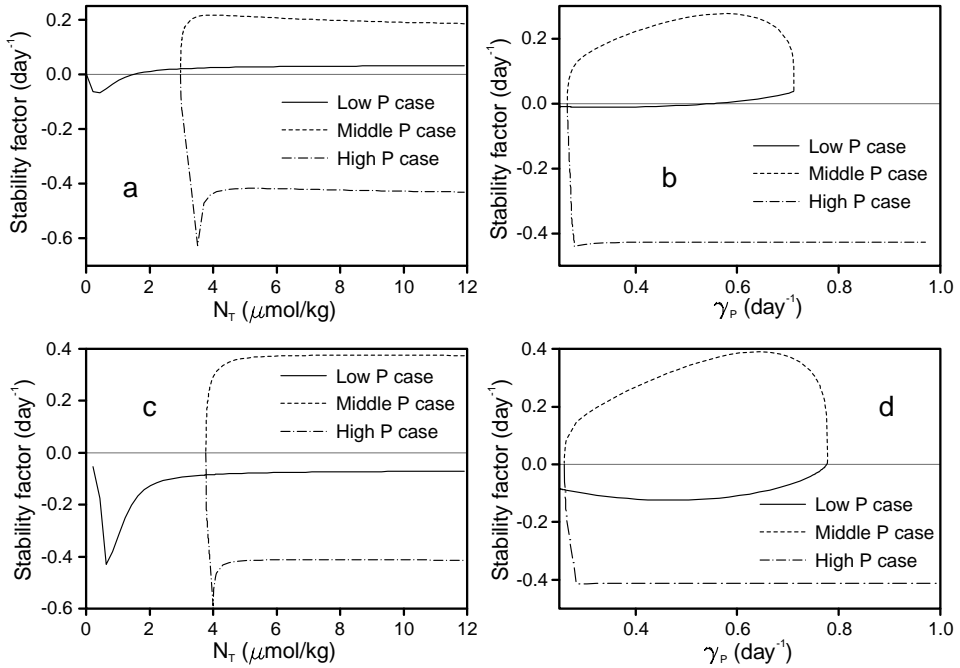 0.2
0.0
-0.2
-0.4
-0.6
Stability factor (day⁻¹)
Low P case
Middle P case
High P case
a
0 2 4 6 8 10 12
N_T (μmol/kg)
0.2
0.0
-0.2
-0.4
Stability factor (day⁻¹)
Low P case
Middle P case
High P case
b
0.4 0.6 0.8 1.0
γ_P (day⁻¹)
0.4
0.2
0.0
-0.2
-0.4
-0.6
Stability factor (day⁻¹)
Low P case
Middle P case
High P case
c
0 2 4 6 8 10 12
N_T (μmol/kg)
0.4
0.2
0.0
-0.2
-0.4
Stability factor (day⁻¹)
d
Low P case
Middle P case
High P case
0.4 0.6 0.8 1.0
γ_P (day⁻¹)